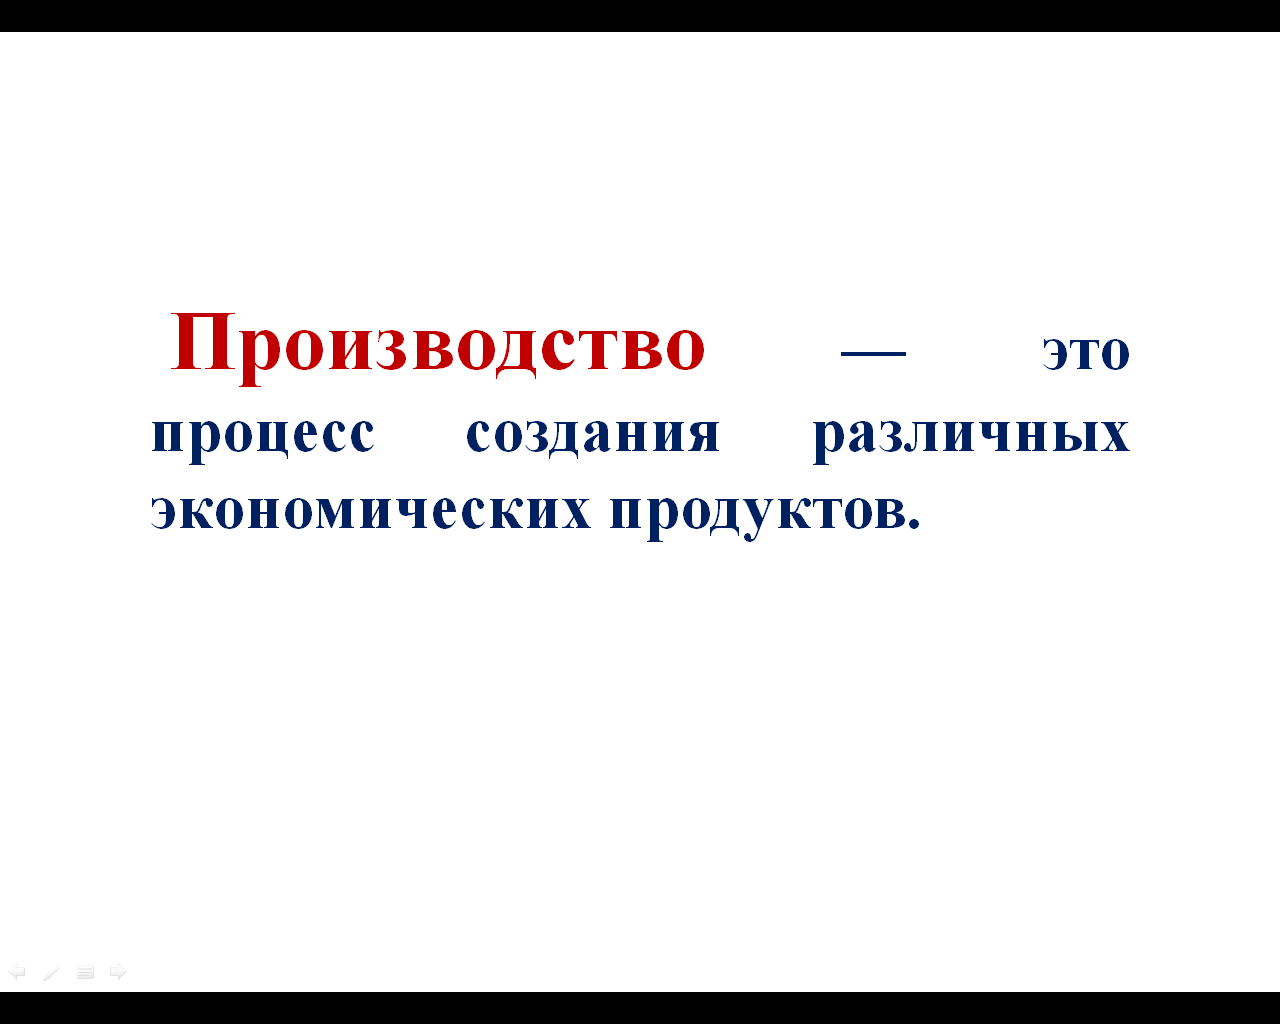 Производство — это
процесс создания различных
экономических продуктов.